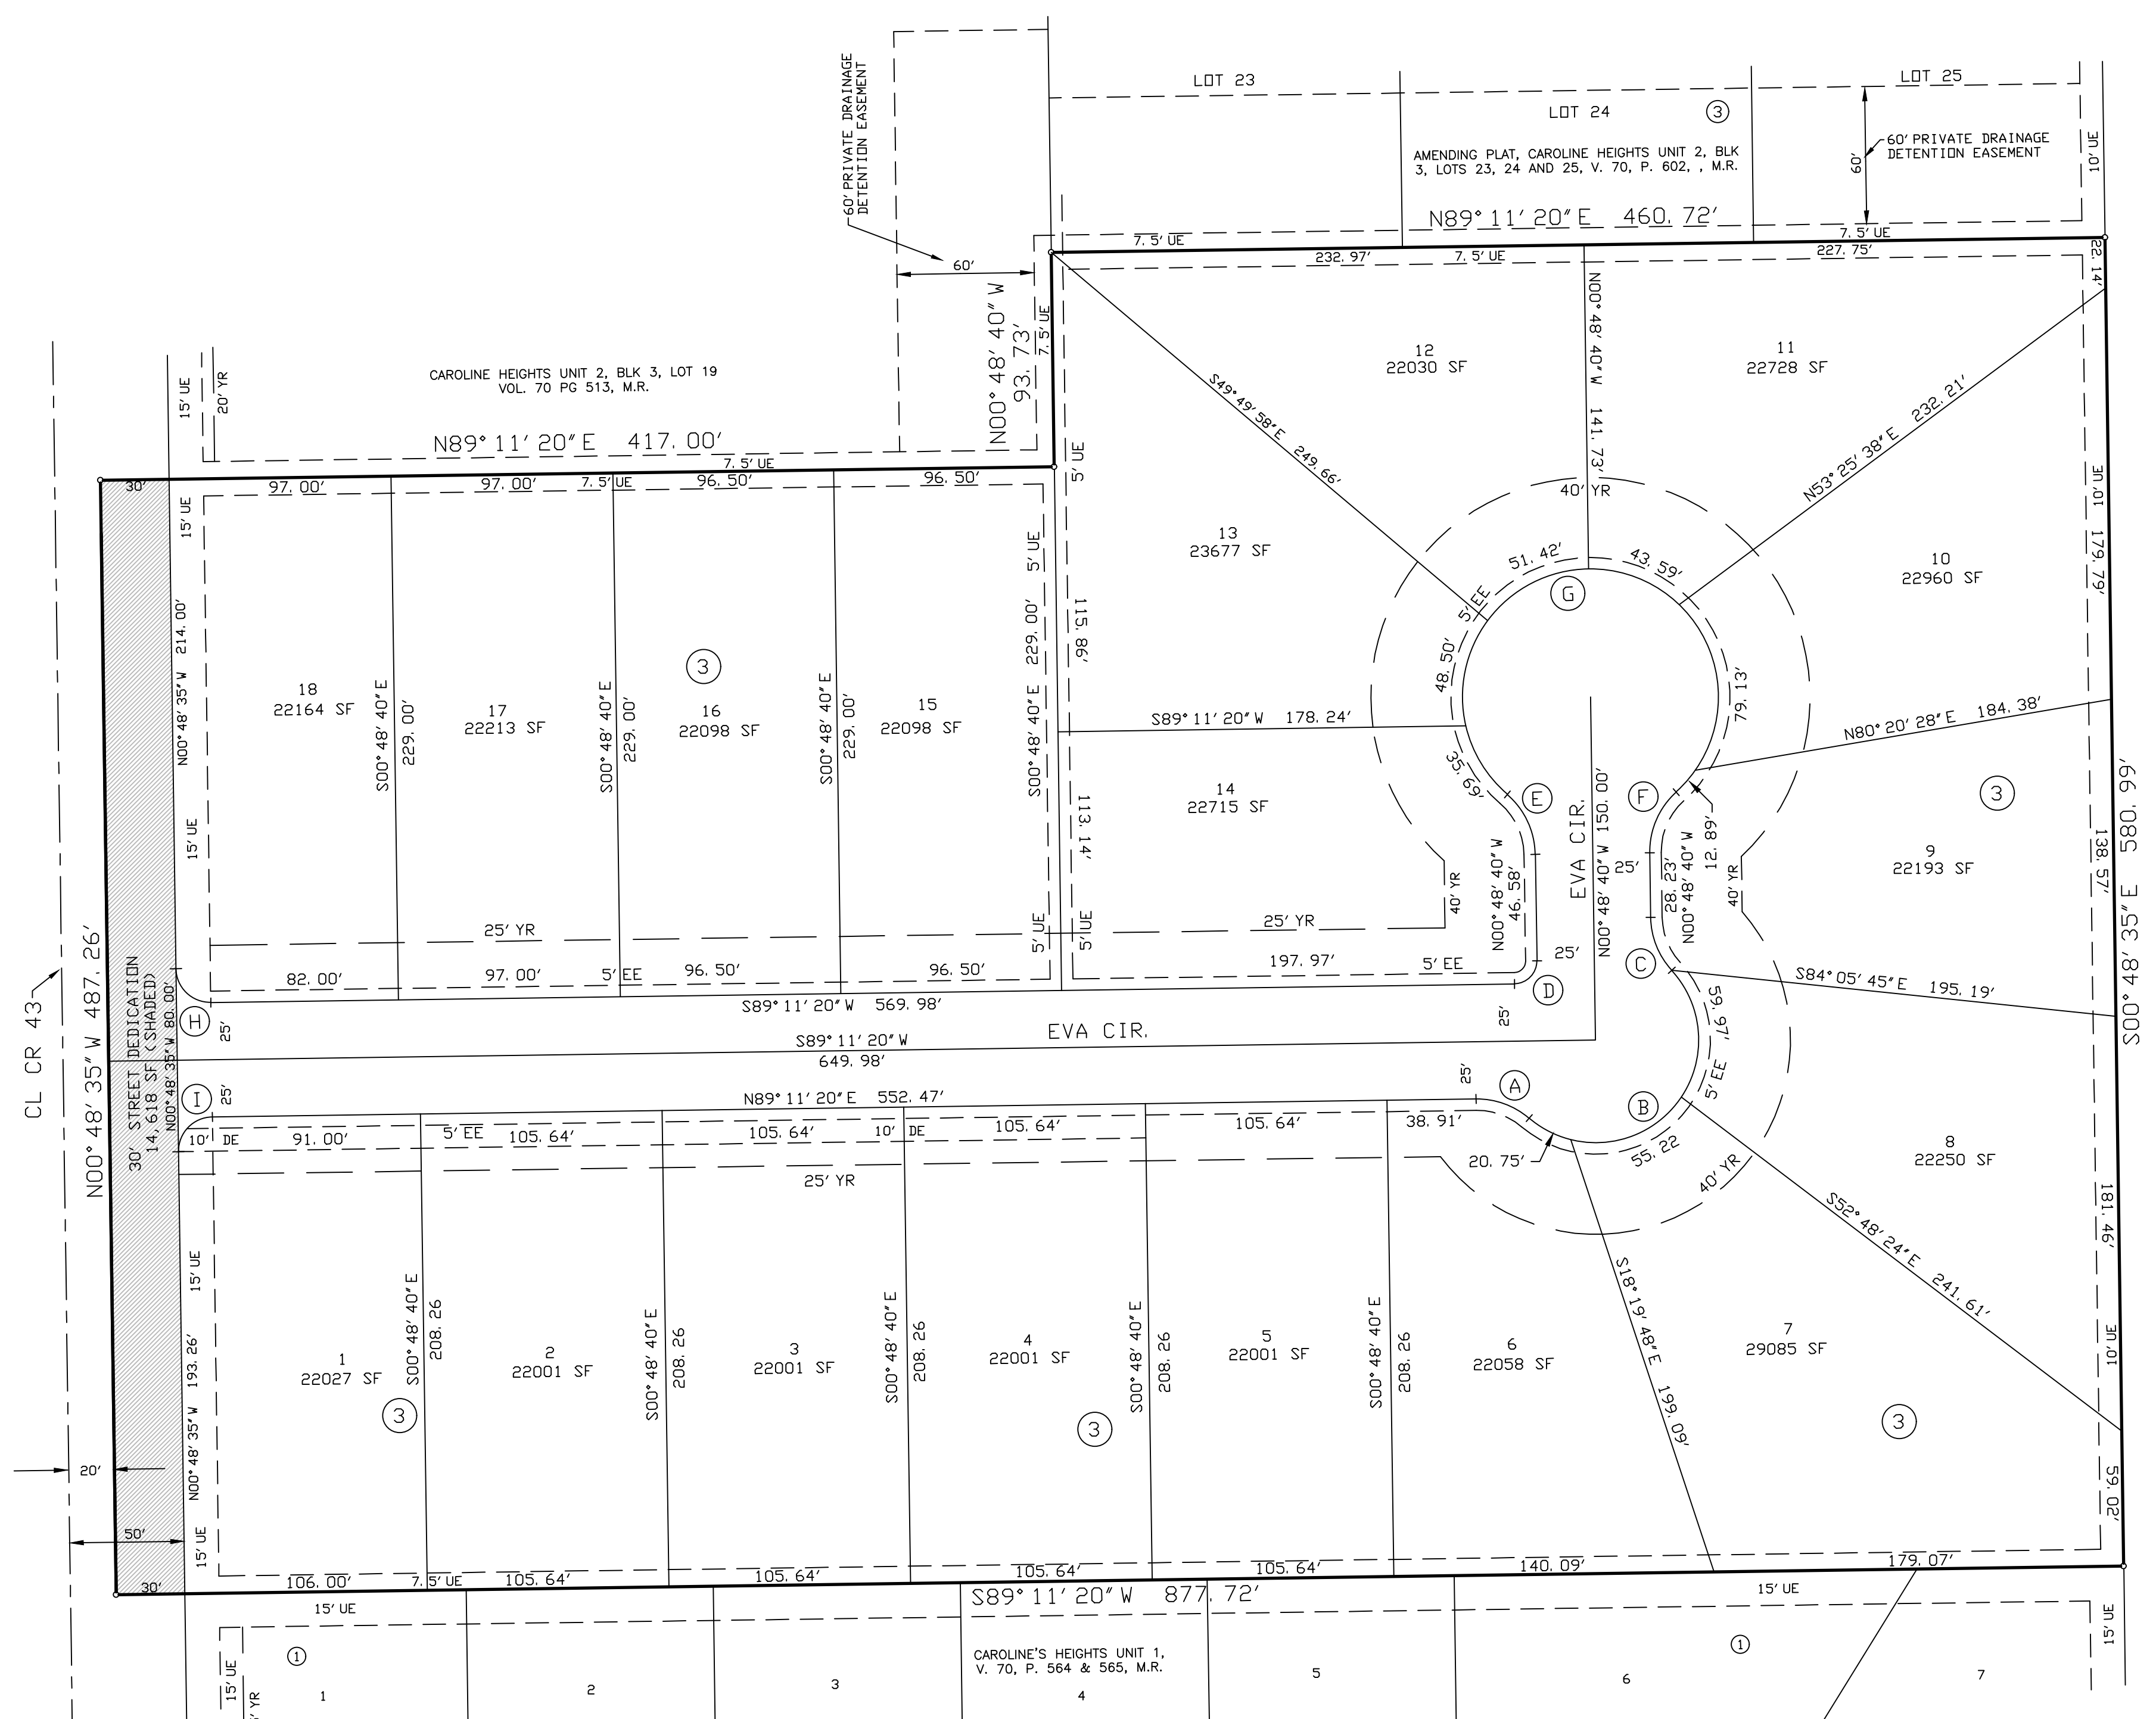 LOT 23
LOT 24
3
LOT 25
AMENDING PLAT, CAROLINE HEIGHTS UNIT 2, BLK
3, LOTS 23, 24 AND 25, V. 70, P. 602, , M.R.
60'
60' PRIVATE DRAINAGE
DETENTION EASEMENT
10' UE
60' PRIVATE DRAINAGE
DETENTION EASEMENT
60'
N89° 11' 20" E 460. 72'
7. 5' UE
7. 5' UE
232. 97'
7. 5' UE
227. 75'
22. 14'
CAROLINE HEIGHTS UNIT 2, BLK 3, LOT 19
VOL. 70 PG 513, M.R.
15' UE
20' YR
N00° 48' 40" W
93. 73'
7. 5' UE
N89° 11' 20" E 417. 00'
7. 5' UE
30'
97. 00'
97. 00'
7. 5' UE
96. 50'
96. 50'
12
22030 SF
N00° 48' 40" W 141. 73'
11
22728 SF
S49° 49' 58" E 249. 66'
N53° 25' 38" E 232. 21'
40' YR
15' UE
5' UE
5' UE
10' UE
179. 79'
13
23677 SF
51. 42'
43. 59'
G
5' EE
48. 50'
79. 13'
10
22960 SF
N00° 48' 35" W 214. 00'
18
22164 SF
S00° 48' 40" E
229. 00'
17
22213 SF
S00° 48' 40" E
229. 00'
3
16
22098 SF
S00° 48' 40" E
229. 00'
15
22098 SF
S00° 48' 40" E 229. 00'
115. 86'
S89° 11' 20" W 178. 24'
N80° 20' 28" E 184. 38'
35. 69'
14
22715 SF
113. 14'
E
F
12. 89'
3
15' UE
40' YR
N00° 48' 40" W
46. 58'
EVA CIR.
N00° 48' 40" W 150. 00'
25'
28. 23'
N00° 48' 40" W
40' YR
9
22193 SF
138. 57'
S00° 48' 35" E 580. 99'
25' YR
5' UE
5' UE
25' YR
25'
C
82. 00'
97. 00'
5' EE
96. 50'
96. 50'
197. 97'
5' EE
D
S84° 05' 45" E 195. 19'
59. 97'
S89° 11' 20" W 569. 98'
H
25'
25'
EVA CIR.
S89° 11' 20" W
649. 98'
CL CR 43
N00° 48' 35" W 487. 26'
30' STREET DEDICATION
14,618 SF (SHADED)
N00° 48' 35" W 80.00'
I
25'
N89° 11' 20" E 552. 47'
25'
A
B
5' EE
10' DE
91. 00'
5' EE
105. 64'
105. 64'
10' DE
105. 64'
105. 64'
38. 91'
20. 75'
55. 22
40' YR
25' YR
8
22250 SF
181. 46'
S52° 48' 24" E 241. 61'
15' UE
N00° 48' 35" W 193. 26'
1
22027 SF
S00° 48' 40" E
208. 26
2
22001 SF
S00° 48' 40" E
208. 26
3
22001 SF
S00° 48' 40" E
208. 26
4
22001 SF
S00° 48' 40" E
208. 26
5
22001 SF
S00° 48' 40" E
208. 26
6
22058 SF
S18° 19' 48" E 199. 09'
7
29085 SF
10' UE
3
3
3
20'
50'
15' UE
59. 02'
30'
106. 00'
7. 5' UE
105. 64'
105. 64'
105. 64'
105. 64'
140. 09'
179. 07'
S89° 11' 20" W 877. 72'
15' UE
15' UE
15' UE
1
CAROLINE'S HEIGHTS UNIT 1,
V. 70, P. 564 & 565, M.R.
1
15' UE
' YR
1
2
3
4
5
6
7